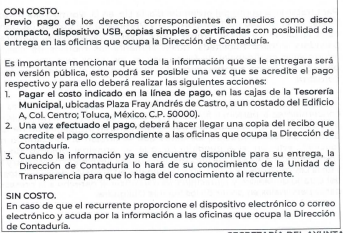 CON COSTO.
Previo pago de los derechos correspondientes en medios como disco
compacto, dispositivo USB, copias simples o certificadas con posibilidad de
entrega en las oficinas que ocupa la Dirección de Contaduría.
Es importante mencionar que toda la información que se le entregara será
en versión pública, esto podrá ser posible una vez que se acredite el pago
respectivo y para ello deberá realizar las siguientes acciones:
1. Pagar el costo indicado en la línea de pago, en las cajas de la Tesorería
Municipal, ubicadas Plaza Fray Andrés de Castro, a un costado del Edificio
A, Col. Centro; Toluca, México. C.P. 50000).
2. Una vez efectuado el pago, deberá hacer llegar una copia del recibo que
acredite el pago correspondiente a las oficinas que ocupa la Dirección de
Contaduría.
3. Cuando la información ya se encuentre disponible para su entrega, la
Dirección de Contaduría lo hará de su conocimiento de la Unidad de
Transparencia para que lo haga del conocimiento al recurrente.
SIN COSTO.
En caso de que el recurrente proporcione el dispositivo electrónico o correo
electrónico y acuda por la información a las oficinas que ocupa la Dirección
de Contaduría.